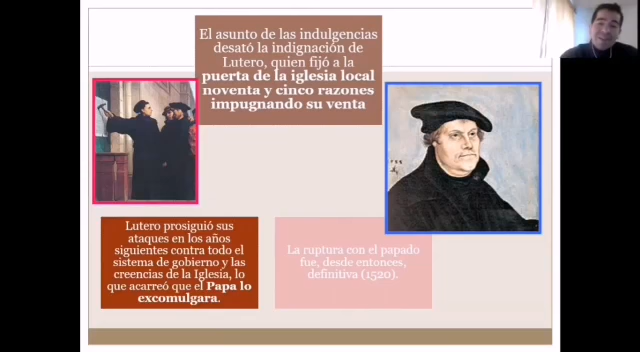 El asunto de las indulgencias
desató la indignación de
Lutero, quien fijó a la
puerta de la iglesia local
noventa y cinco razones
impugnando su venta
Lutero prosiguió sus
ataques en los años
siguientes contra todo el
sistema de gobierno y las
creencias de la Iglesia, lo
que acarreó que el Papa lo
excomulgara.
La ruptura con el papado
fue, desde entonces,
definitiva (1520).